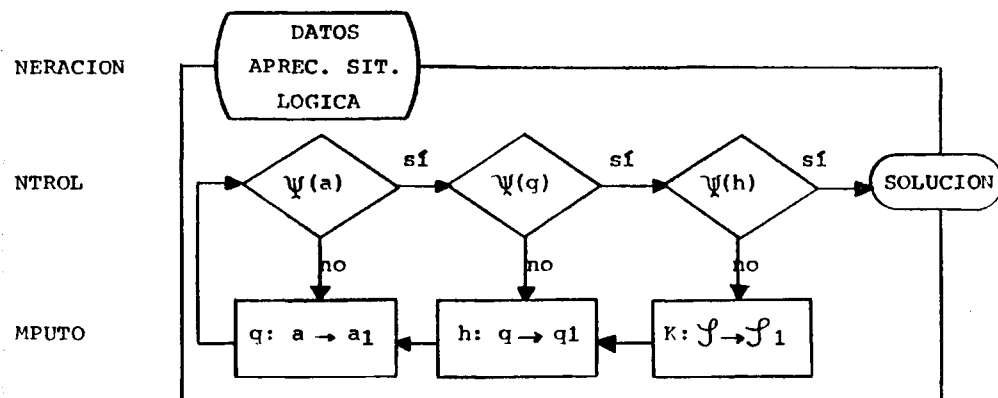 DATOS
NERACION APREC. SIT.
LOGICA
sí sí sí
NTROL Ψ(a) Ψ(q) Ψ(h) SOLUCION
no no no
MPUTO q: a → a1 h: q → q1 K: 𝒮 → 𝒮1